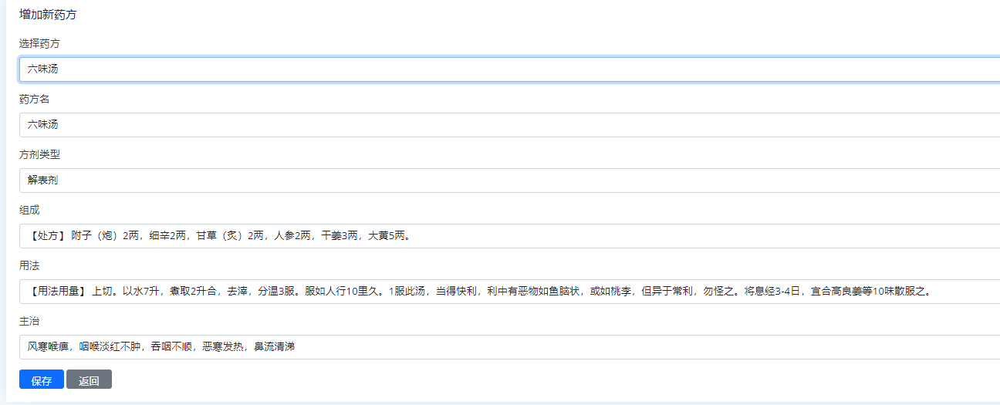 增加新药方
选择药方
六味汤
药方名
六味汤
方剂类型
解表剂
组成
【处方】 附子（炮）2两，细辛2两，甘草（炙）2两，人参2两，干姜3两，大黄5两。
用法
【用法用量】 上切。以水7升，煮取2升合，去滓，分温3服。服如人行10里久。1服此汤，当得快利，利中有恶物如鱼脑状，或如桃李，但异于常利，勿怪之。将息经3-4日，宜合高良姜等10味散服之。
主治
风寒喉痹，咽喉淡红不肿，吞咽不顺，恶寒发热，鼻流清涕
保存 返回